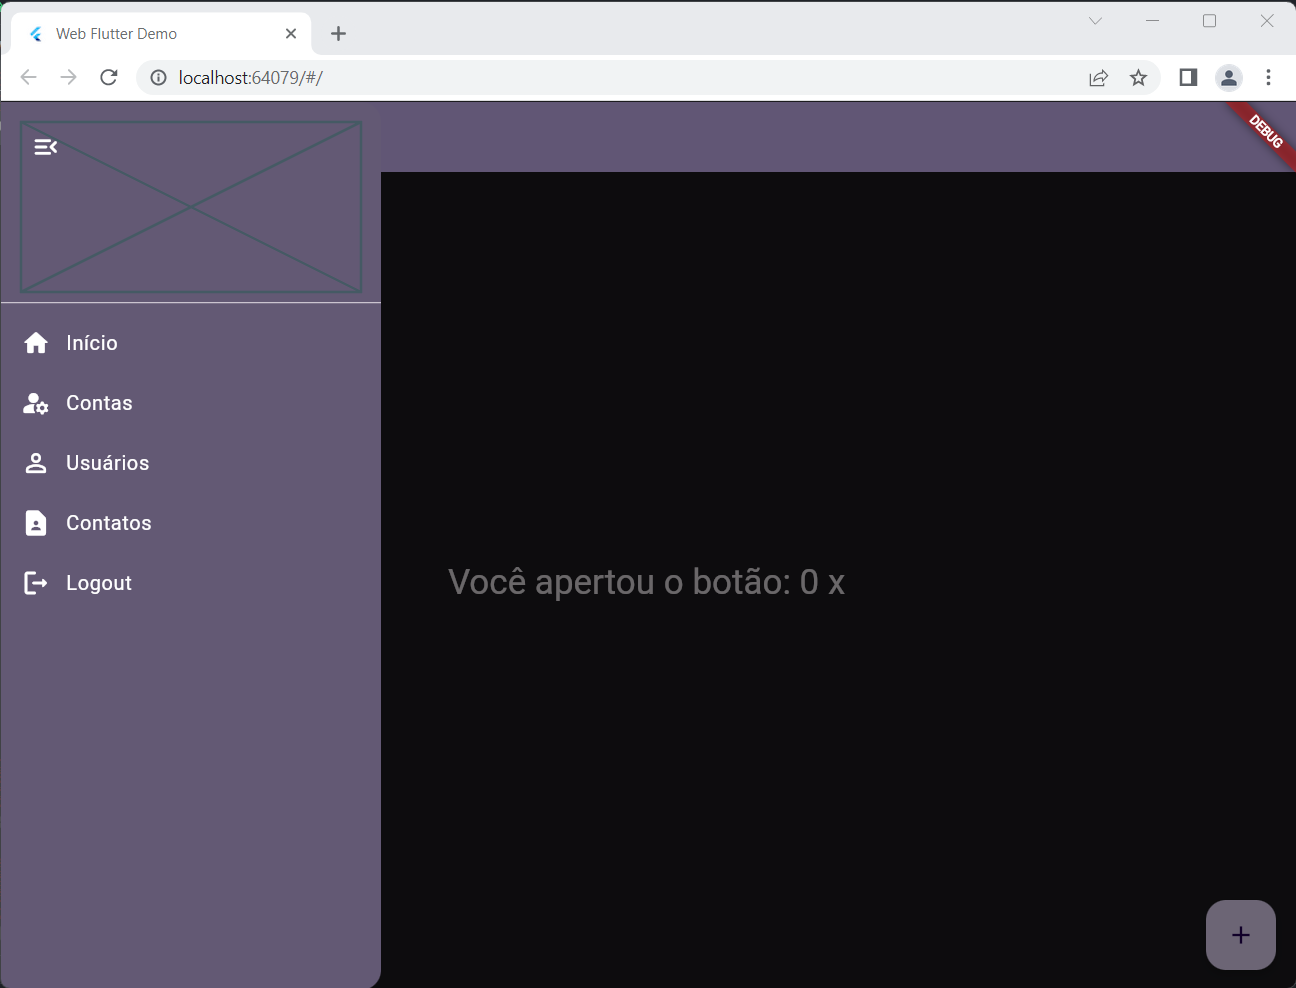 Web Flutter Demo
localhost:64079/#/
DEBUG
Início
Contas
Usuários
Contatos
Logout
Você apertou o botão: 0 x